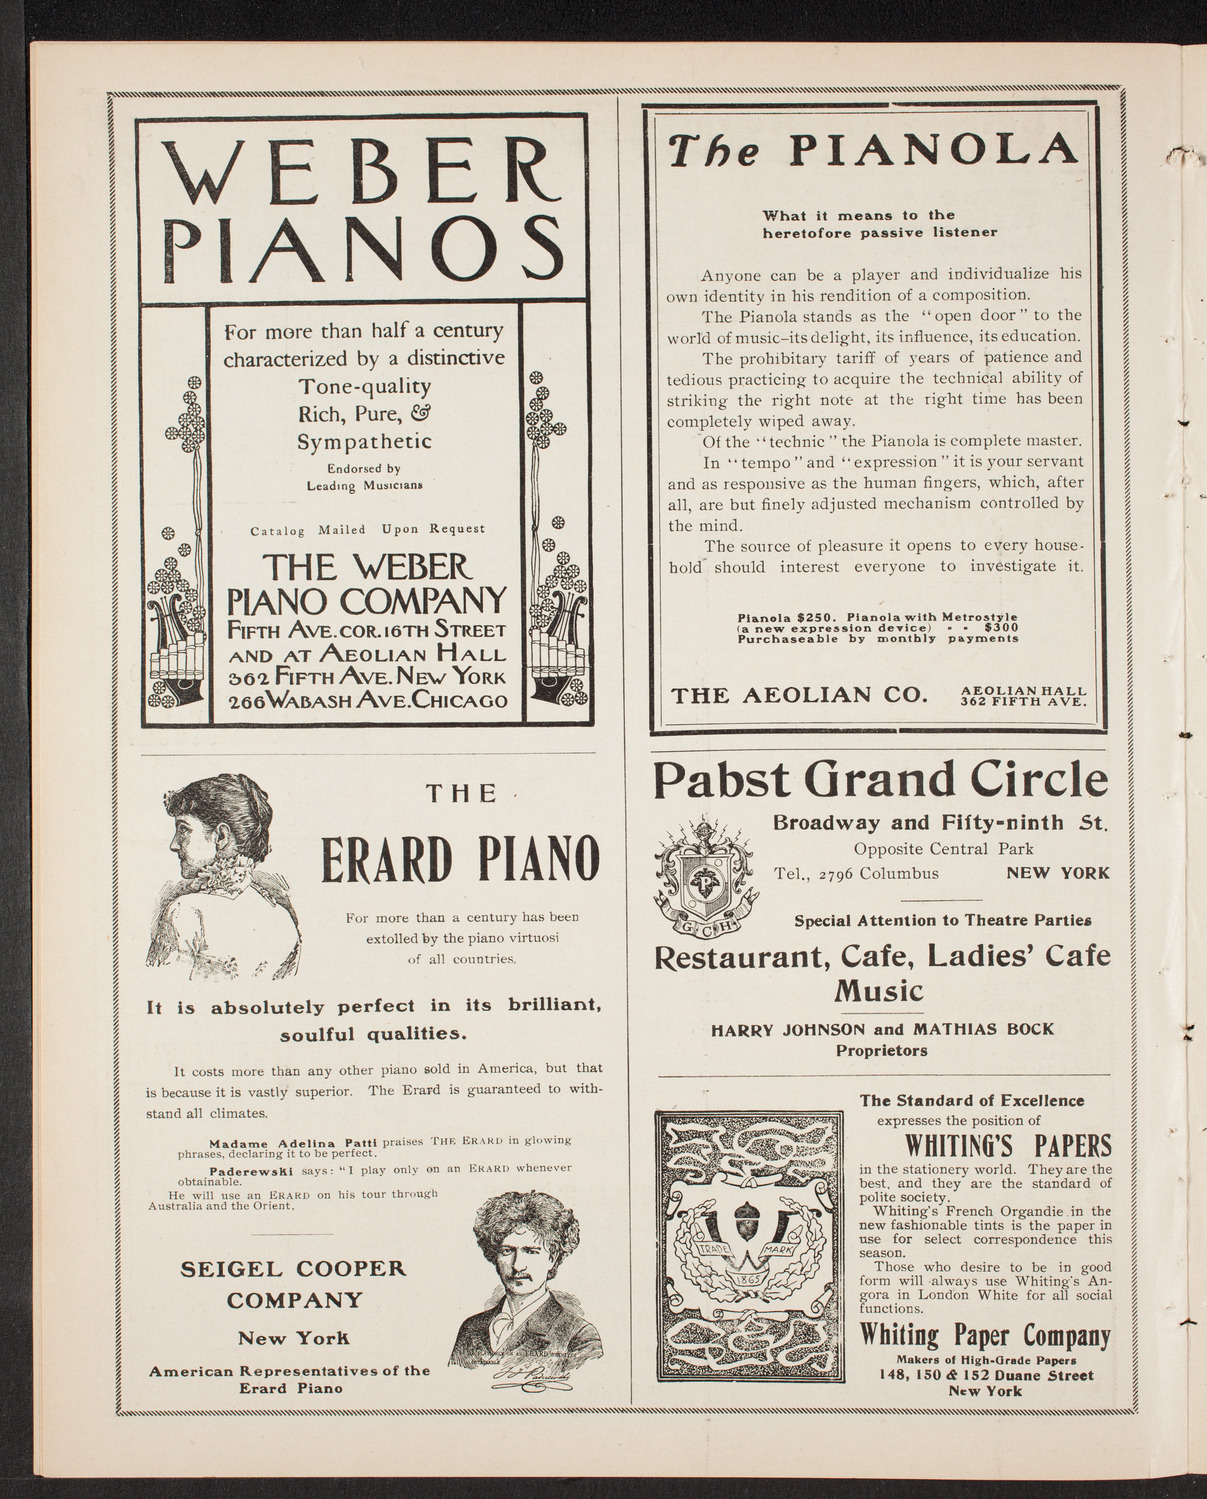 WEBER
PIANOS
For more than half a century
characterized by a distinctive
Tone-quality
Rich, Pure, &
Sympathetic
Endorsed by
Leading Musicians
Catalog Mailed Upon Request
THE WEBER
PIANO COMPANY
FIFTH AVE. COR. 16TH STREET
AND AT AEOLIAN HALL
362 FIFTH AVE. NEW YORK
266 WABASH AVE. CHICAGO
THE
ERARD PIANO
For more than a century has been
extolled by the piano virtuosi
of all countries.
It is absolutely perfect in its brilliant,
soulful qualities.
It costs more than any other piano sold in America, but that
is because it is vastly superior. The Erard is guaranteed to with-
stand all climates.
Madame Adelina Patti praises THE ERARD in glowing
phrases, declaring it to be perfect.
Paderewski says: "I play only on an ERARD whenever
obtainable.
He will use an ERARD on his tour through
Australia and the Orient.
SEIGEL COOPER
COMPANY
New York
American Representatives of the
Erard Piano
The PIANOLA
What it means to the
heretofore passive listener
Anyone can be a player and individualize his
own identity in his rendition of a composition.
The Pianola stands as the "open door" to the
world of music—its delight, its influence, its education.
The prohibitary tariff of years of patience and
tedious practicing to acquire the technical ability of
striking the right note at the right time has been
completely wiped away.
Of the "technic" the Pianola is complete master.
In "tempo" and "expression" it is your servant
and as responsive as the human fingers, which, after
all, are but finely adjusted mechanism controlled by
the mind.
The source of pleasure it opens to every house-
hold should interest everyone to investigate it.
Pianola $250. Pianola with Metrostyle
(a new expression device) - - $300
Purchaseable by monthly payments
THE AEOLIAN CO. AEOLIAN HALL
362 FIFTH AVE.
Pabst Grand Circle
Broadway and Fifty-ninth St.
Opposite Central Park
Tel., 2796 Columbus NEW YORK
P
G C H
Special Attention to Theatre Parties
Restaurant, Cafe, Ladies' Cafe
Music
HARRY JOHNSON and MATHIAS BOCK
Proprietors
The Standard of Excellence
expresses the position of
WHITING'S PAPERS
in the stationery world. They are the
best, and they are the standard of
polite society.
Whiting's French Organdie in the
new fashionable tints is the paper in
use for select correspondence this
season.
Those who desire to be in good
form will always use Whiting's An-
gora in London White for all social
functions.
Whiting Paper Company
Makers of High-Grade Papers
148, 150 & 152 Duane Street
New York
TRADE MARK
1865